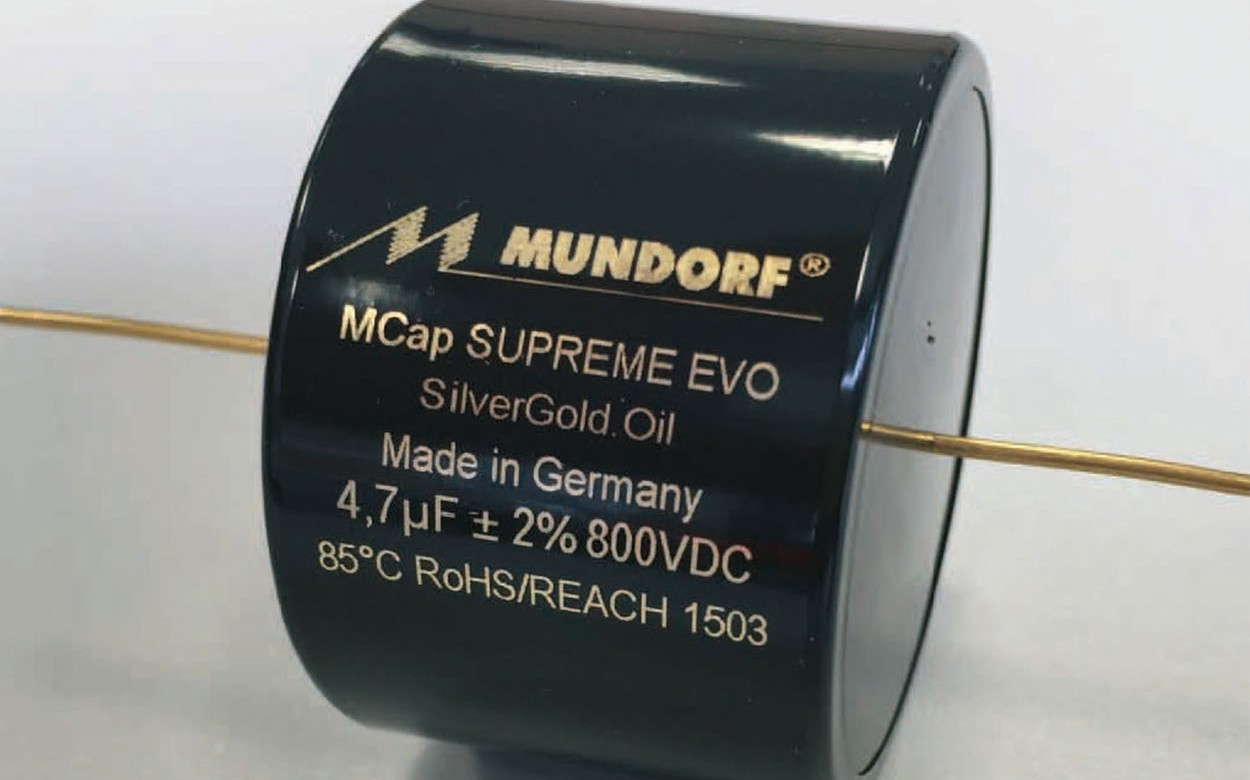 MUNDORF®
MCap SUPREME EVO
SilverGold.Oil
Made in Germany
4,7µF ± 2% 800VDC
85°C RoHS/REACH 1503